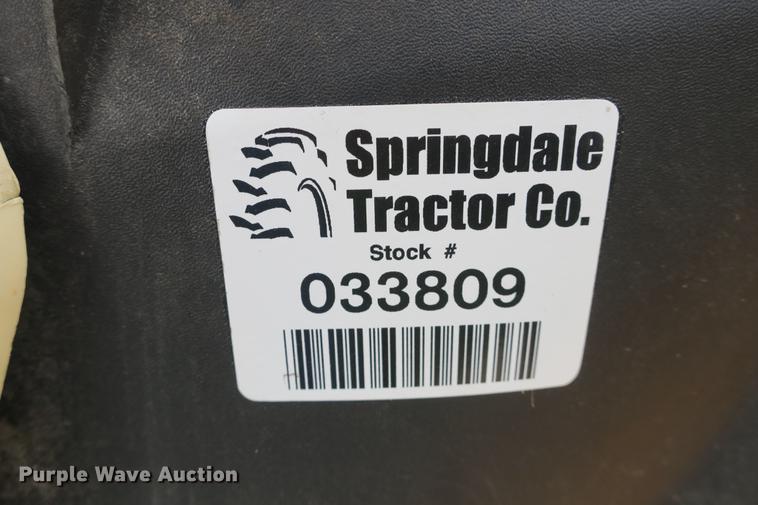 Springdale
Tractor Co.
Stock #
033809
Purple Wave Auction